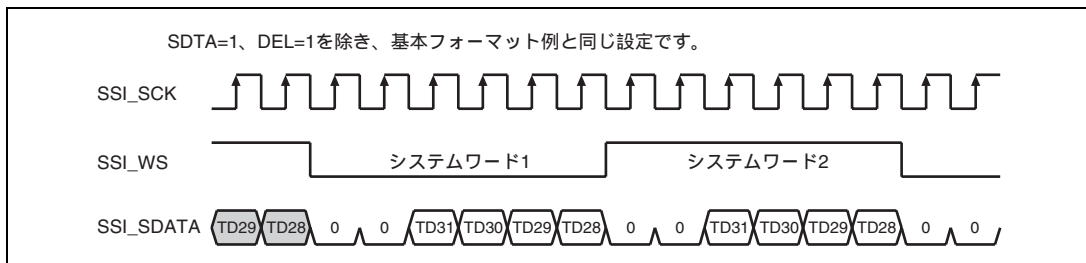 SDTA=1、DEL=1を除き、基本フォーマット例と同じ設定です。
SSI_SCK
SSI_WS システムワード1 システムワード2
SSI_SDATA TD29 TD28 0 0 TD31 TD30 TD29 TD28 0 0 TD31 TD30 TD29 TD28 0 0